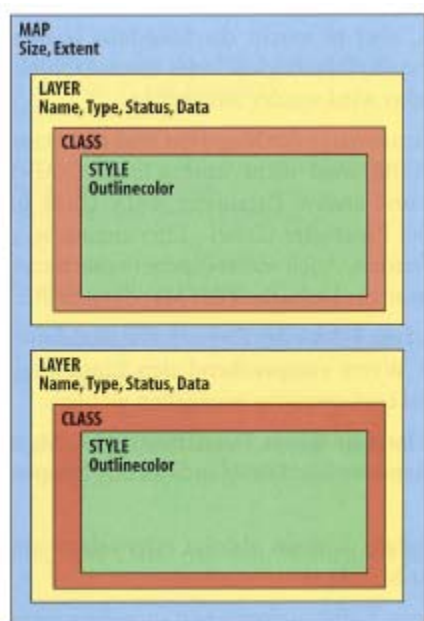 MAP
Size, Extent
LAYER
Name, Type, Status, Data
CLASS
STYLE
Outlinecolor
LAYER
Name, Type, Status, Data
CLASS
STYLE
Outlinecolor